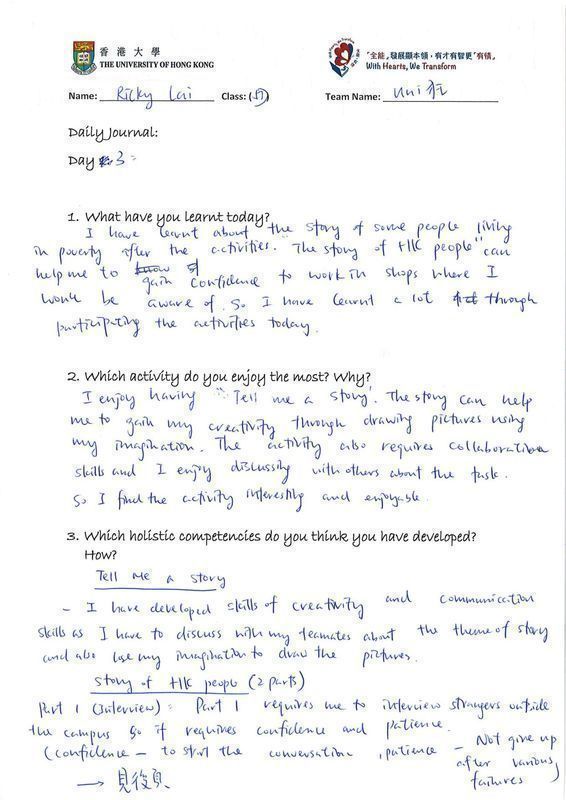 香港大學
THE UNIVERSITY OF HONG KONG
「全能」發展顯本領，有才有智更「有情」
With Hearts, We Transform
Name: Ricky Lai Class: (5J)
Team Name: Uni狂
Daily Journal:
Day 3:
1. What have you learnt today?
I have learnt about the "story of some people living
in poverty after the activities. "The story of HK people" can
help me to gain confidence to work in shops where I
won't be aware of. So I have learnt a lot through
participating the activities today.
2. Which activity do you enjoy the most? Why?
I enjoy having "Tell me a story". The story can help
me to gain my creativity through drawing pictures using
my imagination. The activity also requires collaboration
skills and I enjoy discussing with others about the task.
So I find the activity interesting and enjoyable.
3. Which holistic competencies do you think you have developed?
How?
Tell me a story
- I have developed skills of creativity and communication
skills as I have to discuss with my teamates about the theme of story
and also use my imagination to draw the pictures.
Story of HK people (2 parts)
Part 1 (Interview): Part 1 requires me to interview strangers outside
the campus so it requires confidence and patience.
(confidence - to start the conversation, patience - Not give up
after various
failures)
→ 見後頁